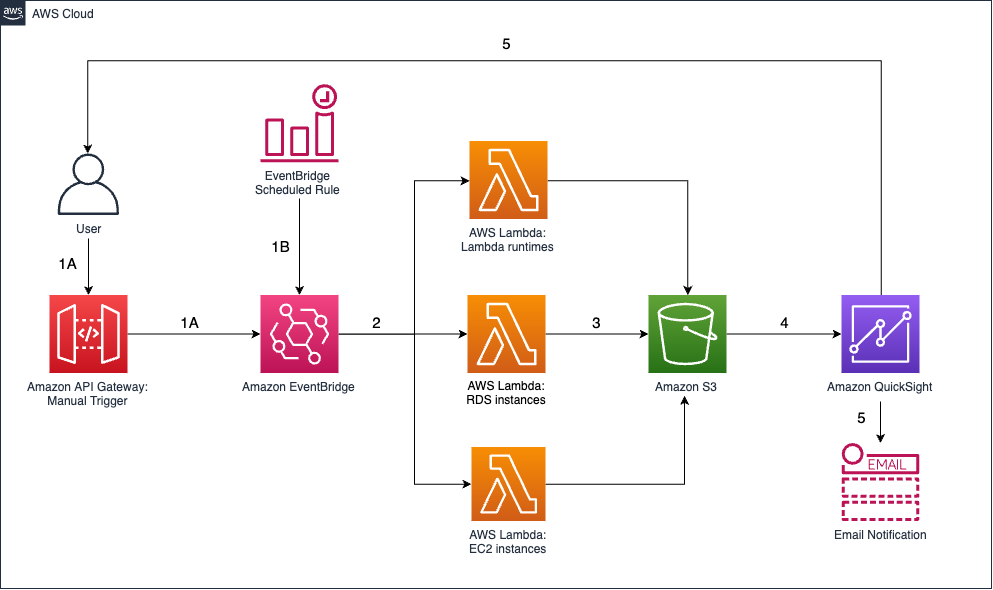 aws
AWS Cloud
5
EventBridge
Scheduled Rule
User
AWS Lambda:
Lambda runtimes
1A
1B
1A
2
3
4
Amazon API Gateway:
Manual Trigger
Amazon EventBridge
AWS Lambda:
RDS instances
Amazon S3
Amazon QuickSight
5
EMAIL
AWS Lambda:
EC2 instances
Email Notification